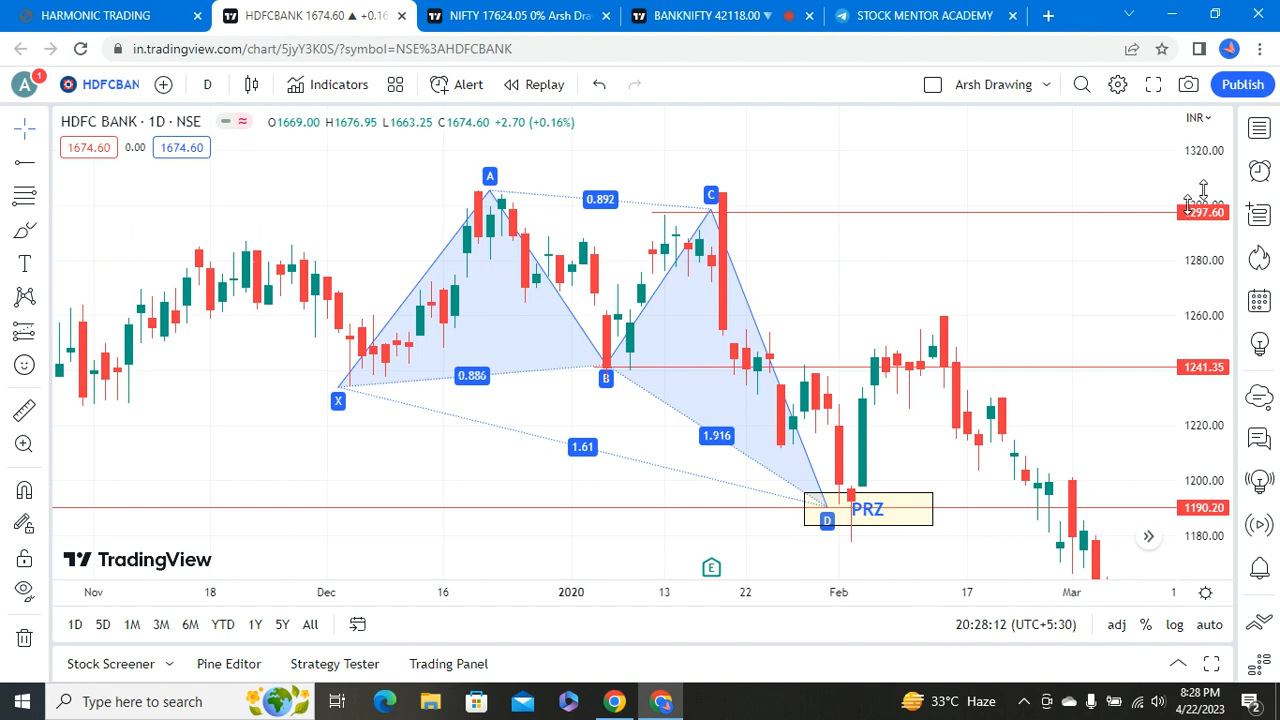 HARMONIC TRADING
HDFCBANK 1674.60 ▲ +0.16
NIFTY 17624.05 0% Arsh Dra
BANKNIFTY 42118.00 ▼
STOCK MENTOR ACADEMY
in.tradingview.com/chart/5jyY3K0S/?symbol=NSE%3AHDFCBANK
A
1
HDFCBAN
D
Indicators
Alert
Replay
Arsh Drawing
Publish
HDFC BANK · 1D · NSE
O1669.00 H1676.95 L1663.25 C1674.60 +2.70 (+0.16%)
INR
1674.60 0.00 1674.60
1320.00
A
C
0.892
1297.60
1280.00
1260.00
1241.35
0.886
B
X
1220.00
1.916
1.61
1200.00
PRZ
1190.20
D
1180.00
TradingView
E
Nov 18 Dec 16 2020 13 22 Feb 17 Mar 1
1D 5D 1M 3M 6M YTD 1Y 5Y All
20:28:12 (UTC+5:30)
adj % log auto
Stock Screener
Pine Editor
Strategy Tester
Trading Panel
Type here to search
33°C Haze
8:28 PM
4/22/2023
2